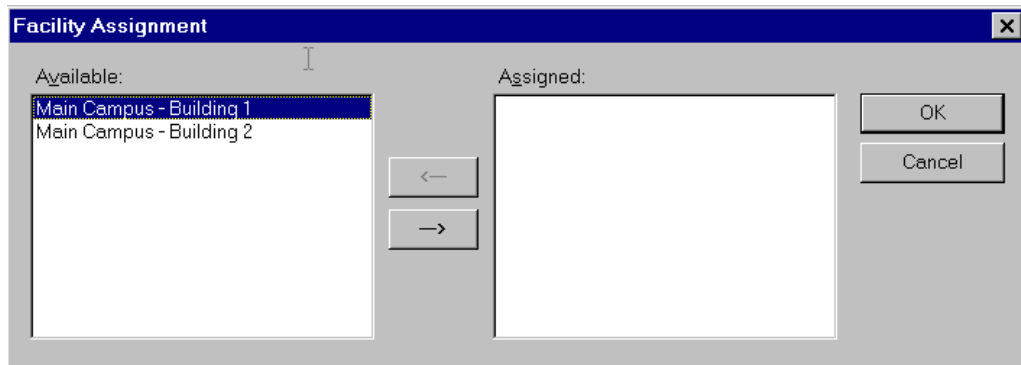 Facility Assignment
Available:
Assigned:
Main Campus - Building 1
Main Campus - Building 2
OK
Cancel